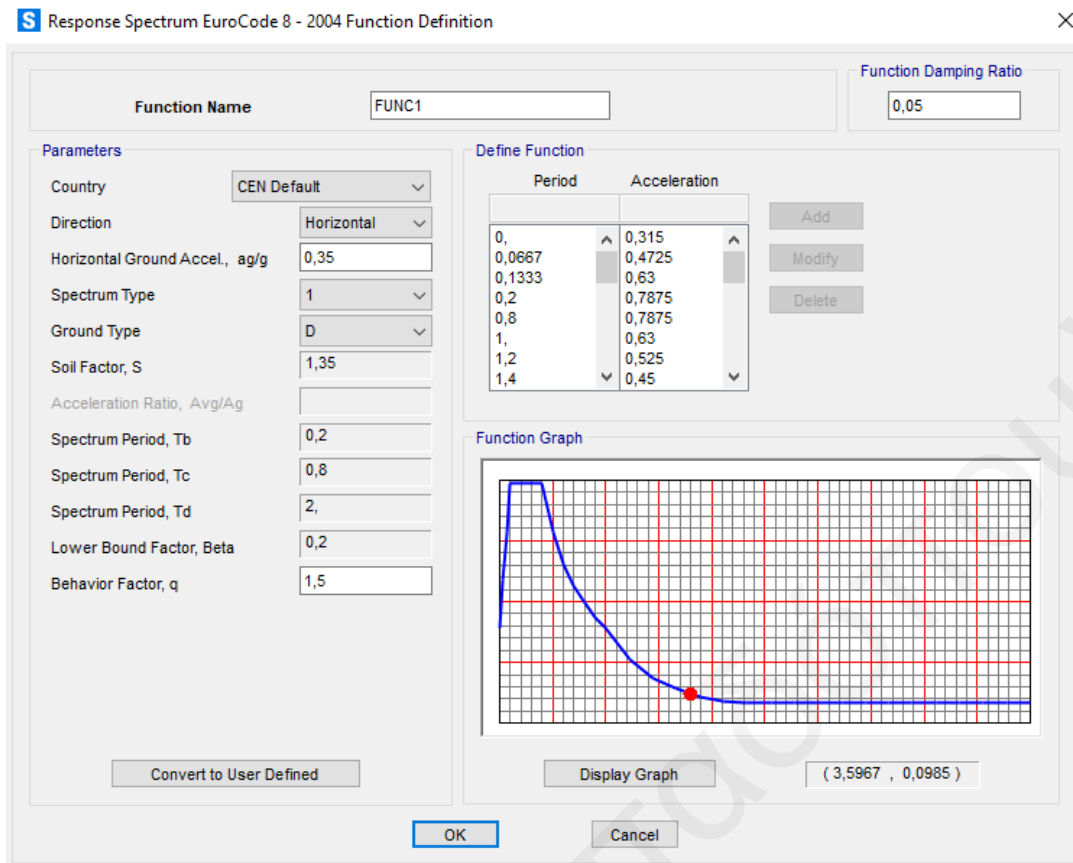 S Response Spectrum EuroCode 8 - 2004 Function Definition
Function Name FUNC1
Function Damping Ratio
0,05
Parameters
Country CEN Default
Direction Horizontal
Horizontal Ground Accel., ag/g 0,35
Spectrum Type 1
Ground Type D
Soil Factor, S 1,35
Acceleration Ratio, Avg/Ag
Spectrum Period, Tb 0,2
Spectrum Period, Tc 0,8
Spectrum Period, Td 2,
Lower Bound Factor, Beta 0,2
Behavior Factor, q 1,5
Convert to User Defined
Define Function
Period Acceleration
0, 0,315
0,0667 0,4725
0,1333 0,63
0,2 0,7875
0,8 0,7875
1, 0,63
1,2 0,525
1,4 0,45
Add
Modify
Delete
Function Graph
Display Graph
( 3,5967 , 0,0985 )
OK
Cancel